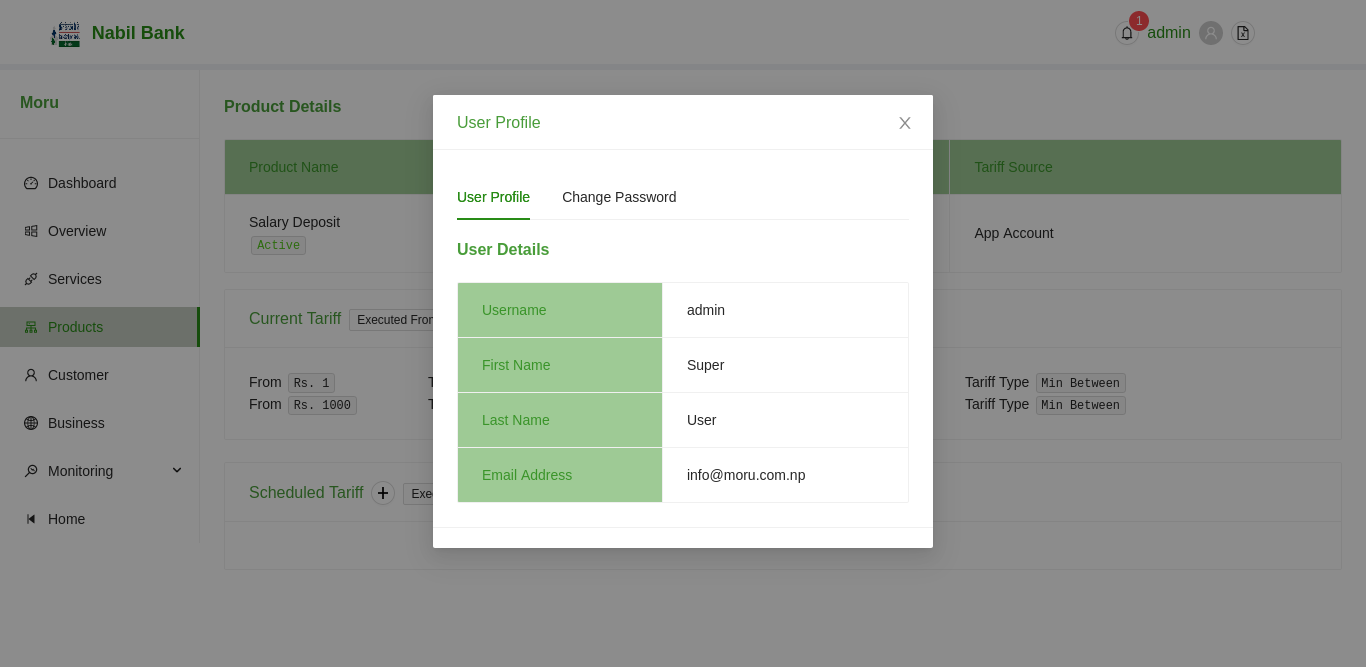 Nabil Bank
1
admin
Moru
Dashboard
Overview
Services
Products
Customer
Business
Monitoring
Home
Product Details
Product Name
Tariff Source
Salary Deposit
Active
App Account
Current Tariff
From Rs. 1
From Rs. 1000
Tariff Type Min Between
Tariff Type Min Between
Scheduled Tariff
User Profile
User Profile Change Password
User Details
Username admin
First Name Super
Last Name User
Email Address info@moru.com.np